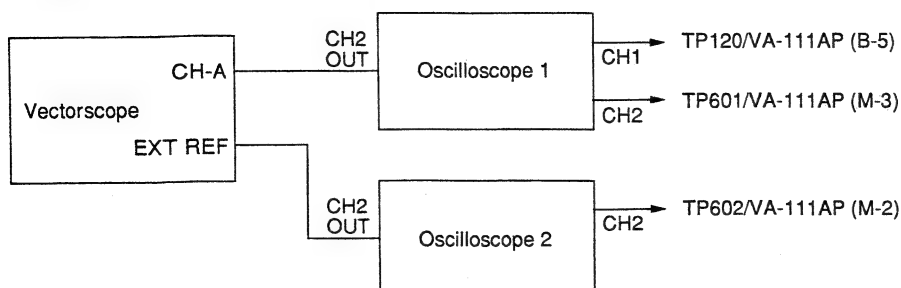 Vectorscope
CH-A
EXT REF
CH2
OUT
Oscilloscope 1
CH1
CH2
TP120/VA-111AP (B-5)
TP601/VA-111AP (M-3)
CH2
OUT
Oscilloscope 2
CH2
TP602/VA-111AP (M-2)